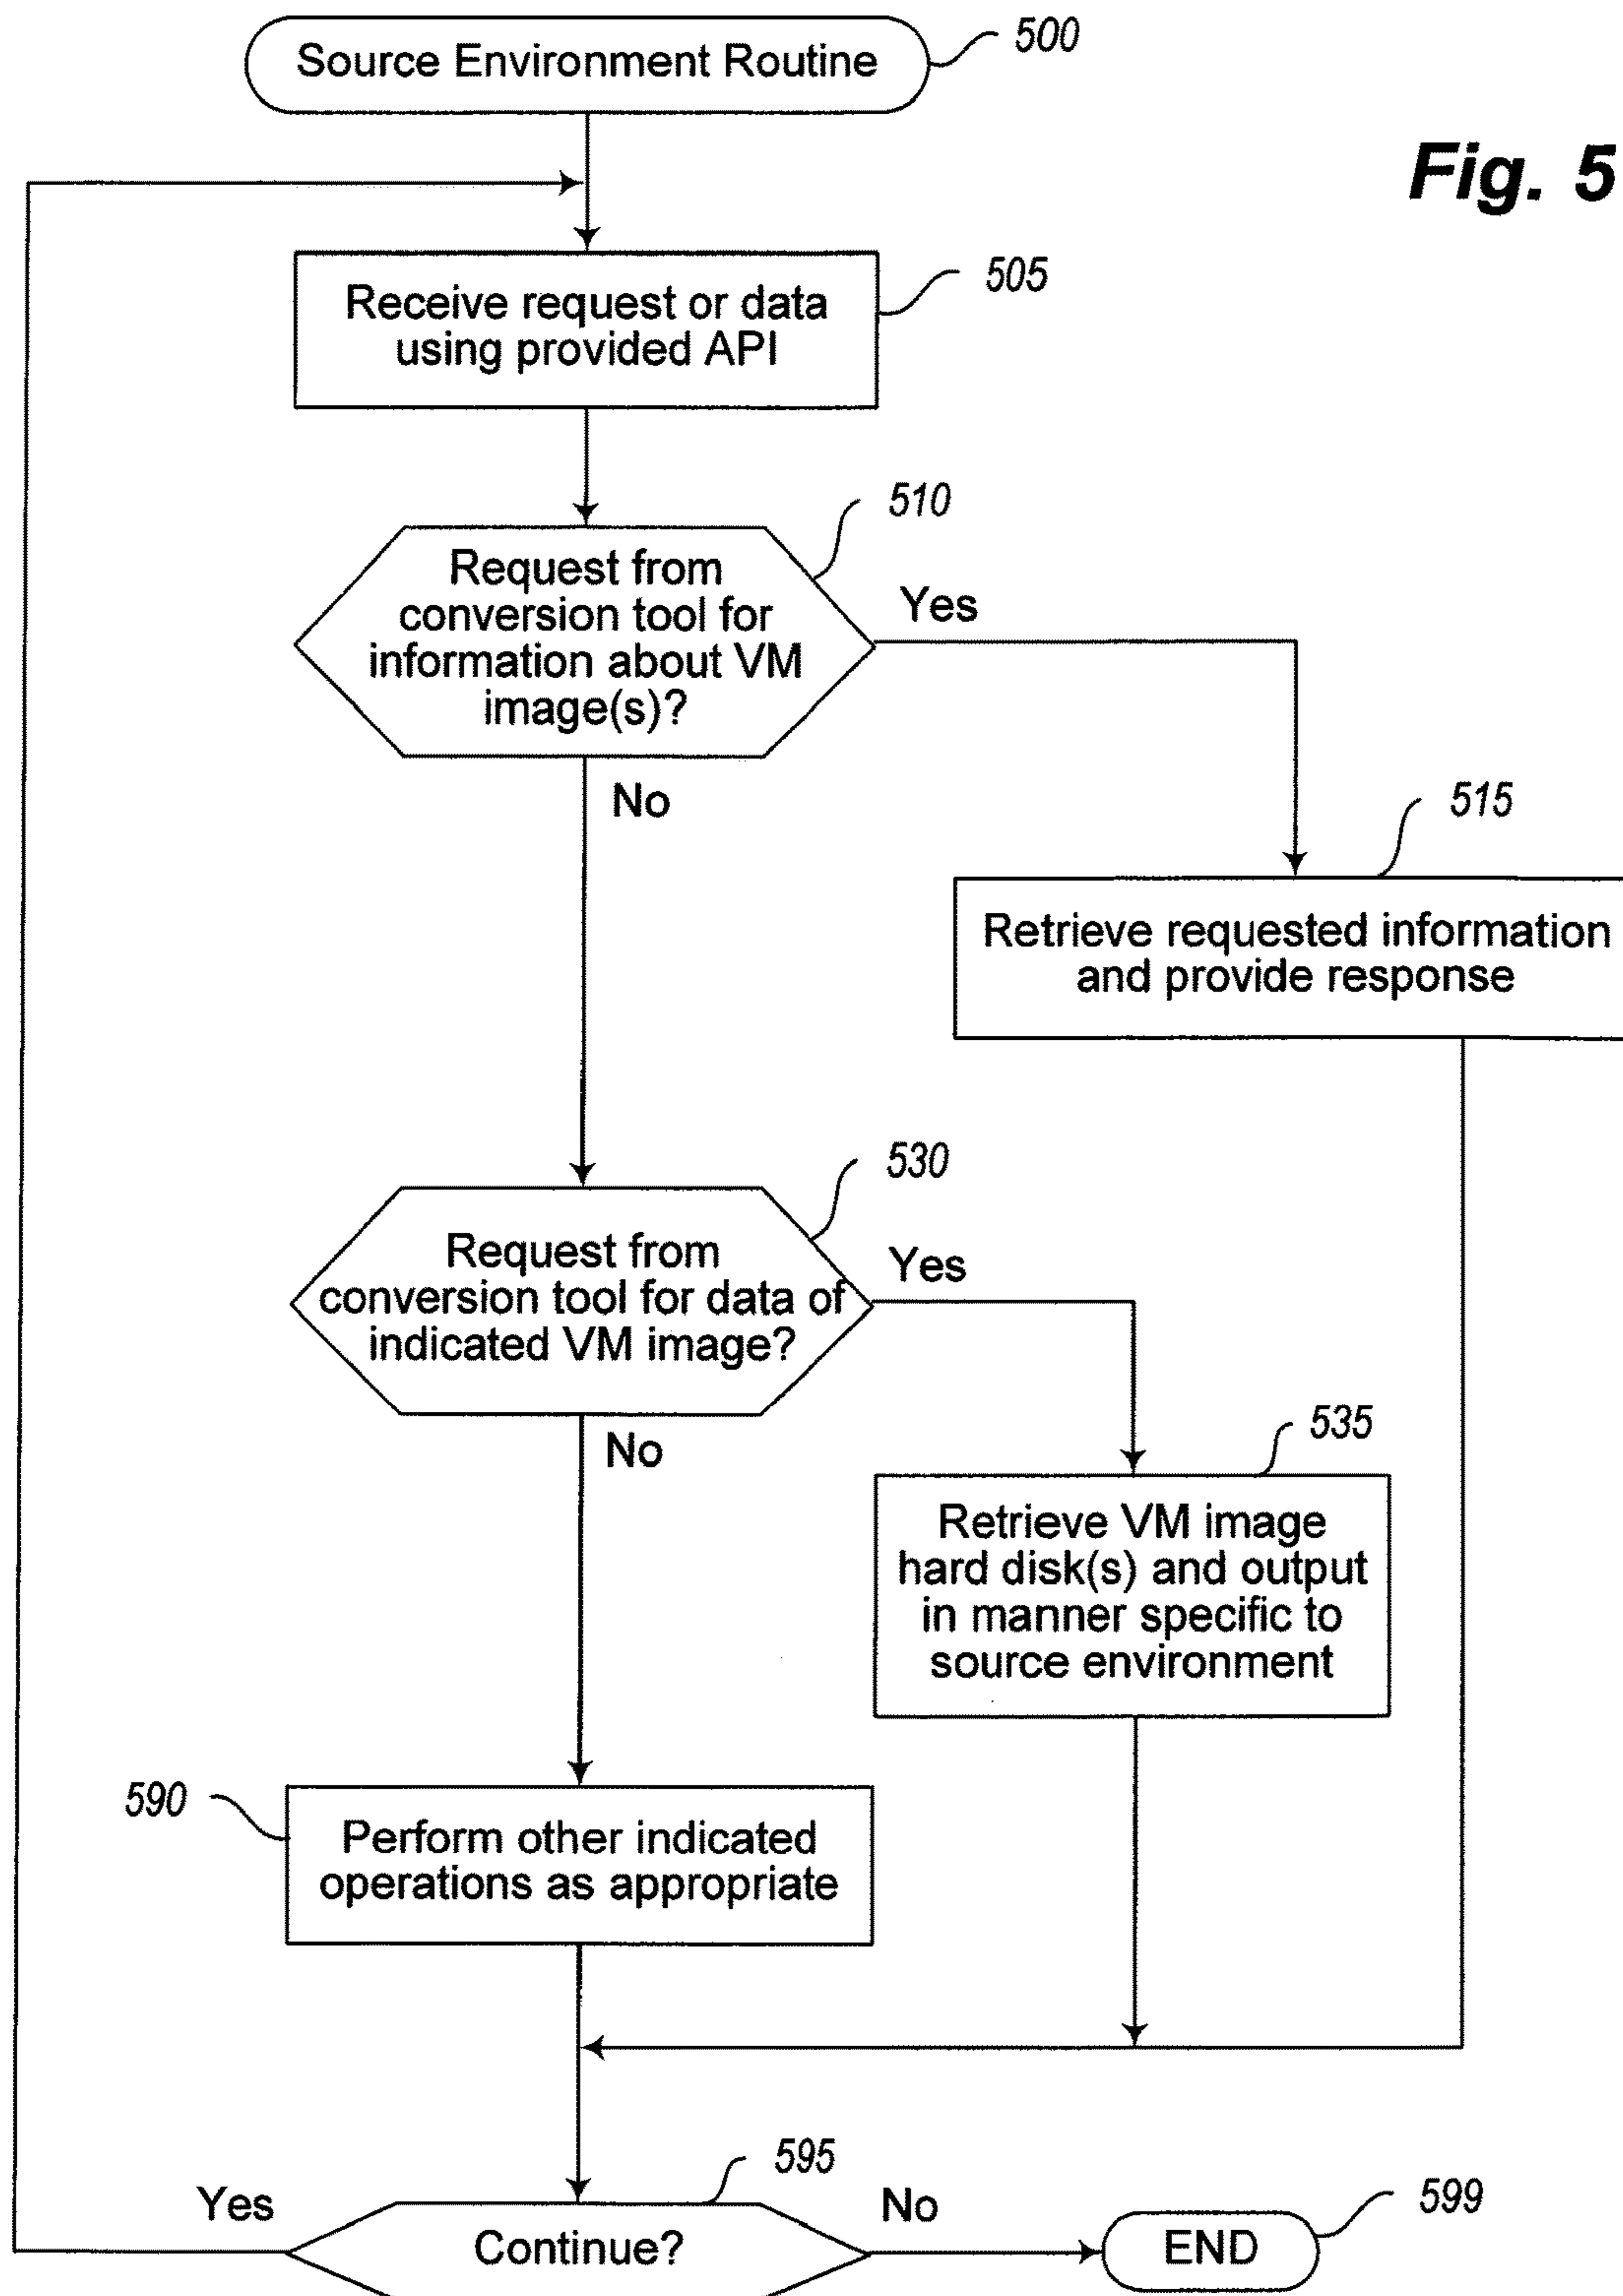 Source Environment Routine
500
Fig. 5
Receive request or data
using provided API
505
Request from
conversion tool for
information about VM
image(s)?
510
Yes
No
515
Retrieve requested information
and provide response
530
Request from
conversion tool for data of
indicated VM image?
Yes
No
535
Retrieve VM image
hard disk(s) and output
in manner specific to
source environment
590
Perform other indicated
operations as appropriate
595
Yes
Continue?
No
END
599